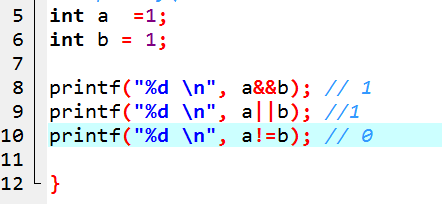 5 int a  =1;
6 int b = 1;
7
8 printf("%d \n", a&&b); // 1
9 printf("%d \n", a||b); //1
10 printf("%d \n", a!=b); // 0
11
12 }